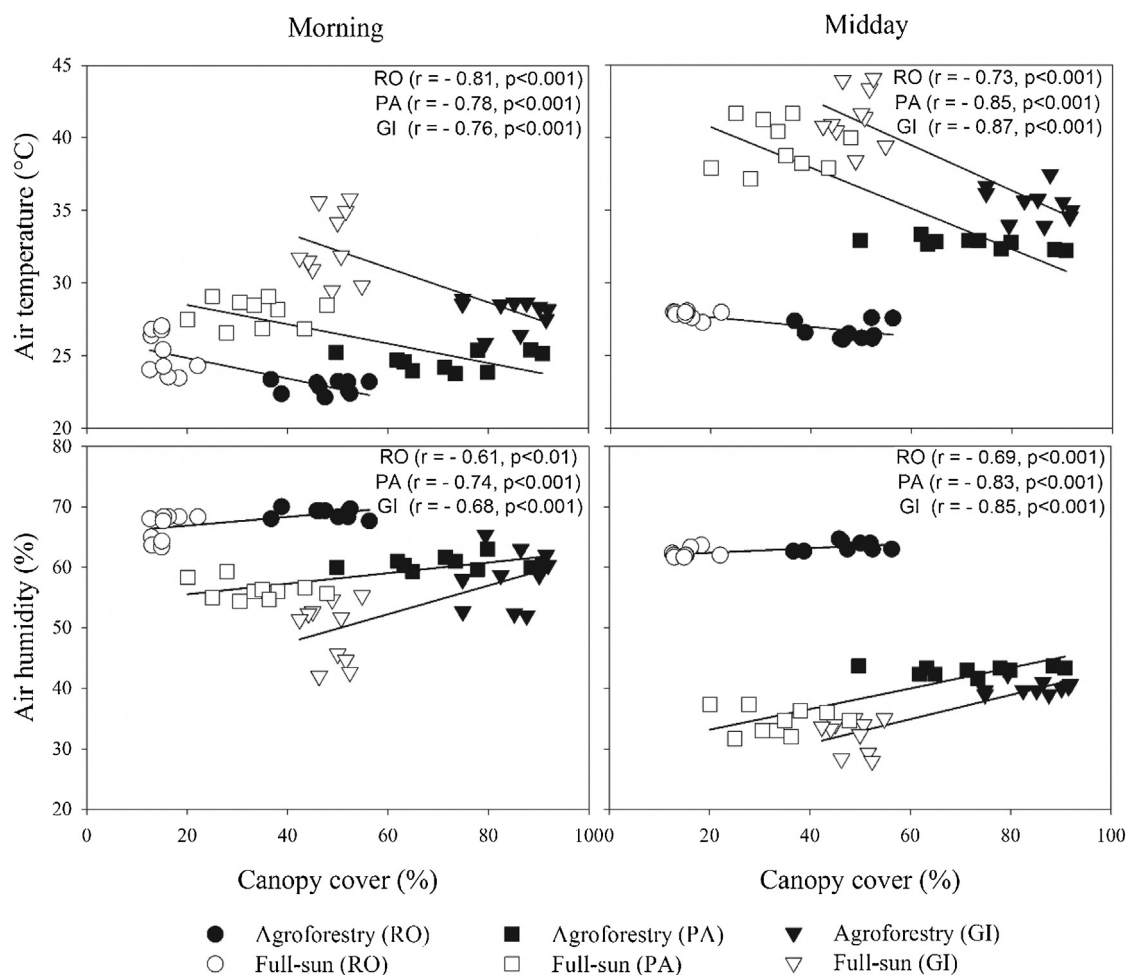 Morning
Midday
45
40
35
30
25
20
Air temperature (°C)
RO (r = - 0.81, p<0.001)
PA (r = - 0.78, p<0.001)
GI (r = - 0.76, p<0.001)
RO (r = - 0.73, p<0.001)
PA (r = - 0.85, p<0.001)
GI (r = - 0.87, p<0.001)
80
70
60
50
40
30
20
Air humidity (%)
RO (r = - 0.61, p<0.01)
PA (r = - 0.74, p<0.001)
GI (r = - 0.68, p<0.001)
RO (r = - 0.69, p<0.001)
PA (r = - 0.83, p<0.001)
GI (r = - 0.85, p<0.001)
0 20 40 60 80 100
0 20 40 60 80 100
Canopy cover (%)
Canopy cover (%)
Agroforestry (RO)
Agroforestry (PA)
Agroforestry (GI)
Full-sun (RO)
Full-sun (PA)
Full-sun (GI)